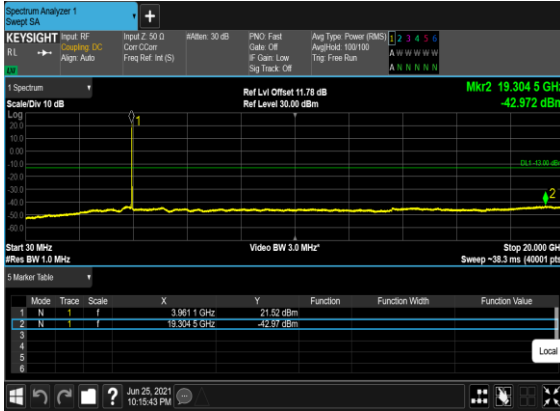 Spectrum Analyzer 1
Swept SA
+
KEYSIGHT Input: RF Input Z: 50 Ω #Atten: 30 dB PNO: Fast Avg Type: Power (RMS) 1 2 3 4 5 6
RL Coupling: DC Corr CCorr Gate: Off Avg|Hold: 100/100 A W W W W W
Align: Auto Freq Ref: Int (S) IF Gain: Low Trig: Free Run
Sig Track: Off A N N N N N
1 Spectrum Ref Lvl Offset 11.78 dB Mkr2 19.304 5 GHz
Scale/Div 10 dB Ref Level 30.00 dBm -42.972 dBm
Log
20.0
10.0
0.00
-10.0
-20.0
-30.0
-40.0
-50.0
-60.0
1
DL1 -13.00 dBm
2
Start 30 MHz Video BW 3.0 MHz* Stop 20.000 GH
#Res BW 1.0 MHz Sweep ~38.3 ms (40001 pts
5 Marker Table
Mode Trace Scale X Y Function Function Width Function Value
1 N 1 f 3.961 1 GHz 21.52 dBm
2 N 1 f 19.304 5 GHz -42.97 dBm
3
4
5
6
Local
? Jun 25, 2021
10:15:43 PM